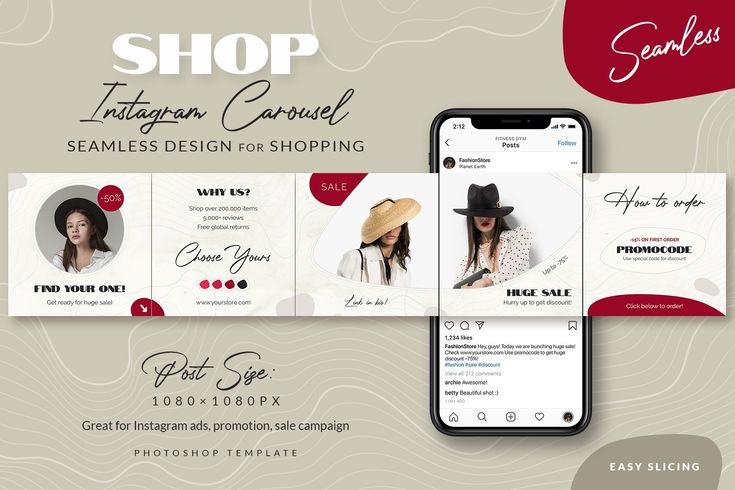 Seamless
SHOP
Instagram Carousel
SEAMLESS DESIGN FOR SHOPPING
-50%
FIND YOUR ONE!
Get ready for huge sale!
WHY US?
Shop over 200.000 items
5.000+ reviews
Free global returns
Choose Yours
www.yourstore.com
SALE
Link in bio!
2:12
FITNESS GYM
Posts
Follow
FashionStore
Planet Earth
Up to -75%
HUGE SALE
Hurry up to get discount!
How to order
-15% ON FIRST ORDER
PROMOCODE
Use special code for discount
Click below to order!
1,234 likes
FashionStore Hey, guys! Today we are launching huge sale!
Check www.yourstore.com Use promocode to get huge
discount -75%!
#fashion #sale #discount
View all 212 comments
archie Awesome!
betty Beautiful shot :)
1 DAY AGO
Post Size:
1080×1080PX
Great for Instagram ads, promotion, sale campaign
PHOTOSHOP TEMPLATE
EASY SLICING